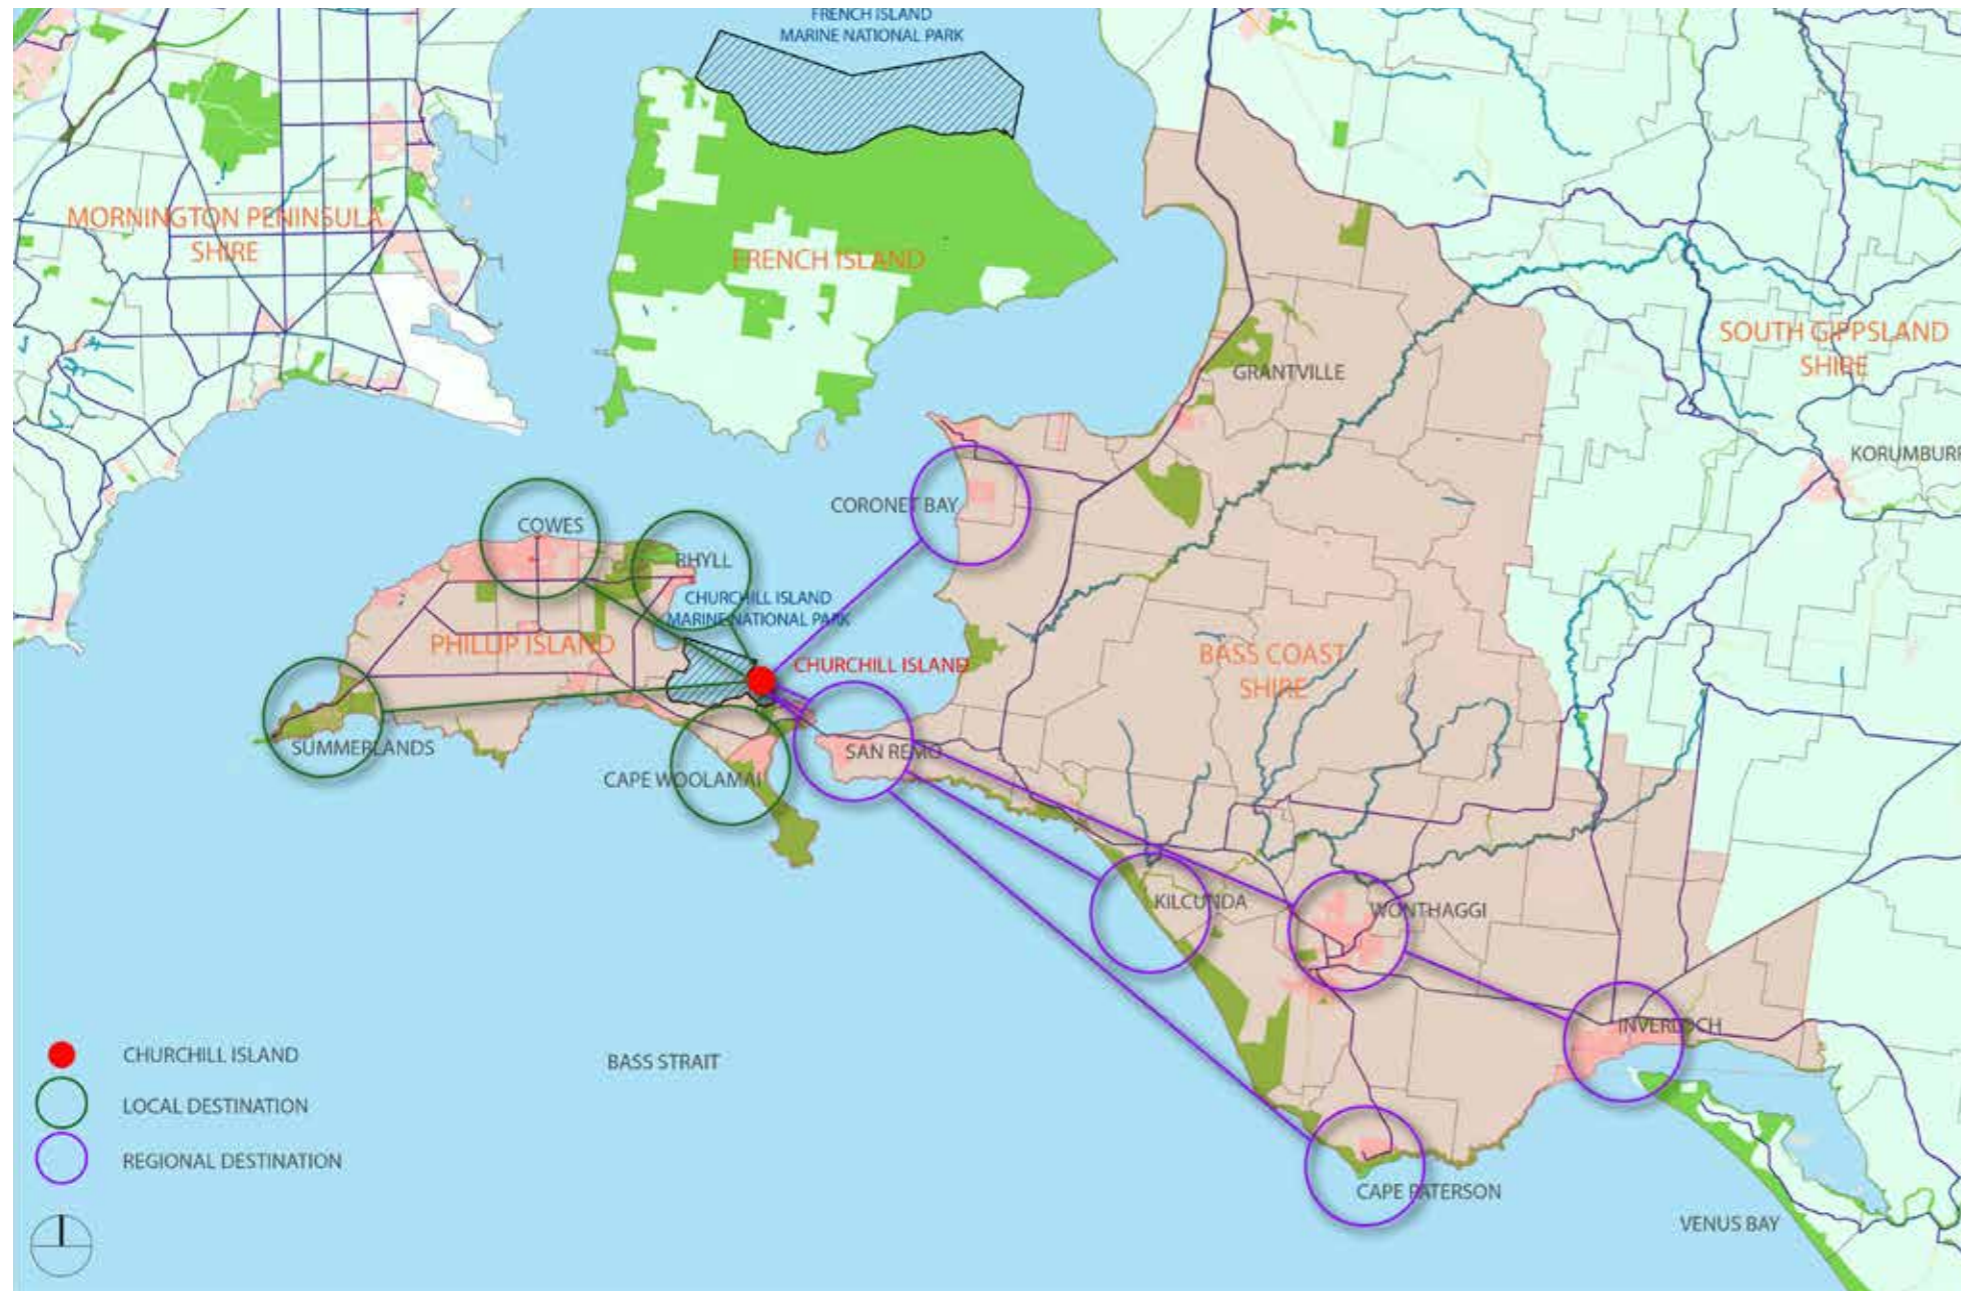 FRENCH ISLAND
MARINE NATIONAL PARK
MORNINGTON PENINSULA
SHIRE
FRENCH ISLAND
SOUTH GIPPSLAND
SHIRE
GRANTVILLE
KORUMBURR
CORONET BAY
COWES
RHYLL
CHURCHILL ISLAND
MARINE NATIONAL PARK
PHILLIP ISLAND
CHURCHILL ISLAND
BASS COAST
SHIRE
SUMMERLANDS
SAN REMO
CAPE WOOLAMAI
KILCUNDA
WONTHAGGI
INVERLOCH
CHURCHILL ISLAND
BASS STRAIT
LOCAL DESTINATION
REGIONAL DESTINATION
CAPE PATERSON
VENUS BAY